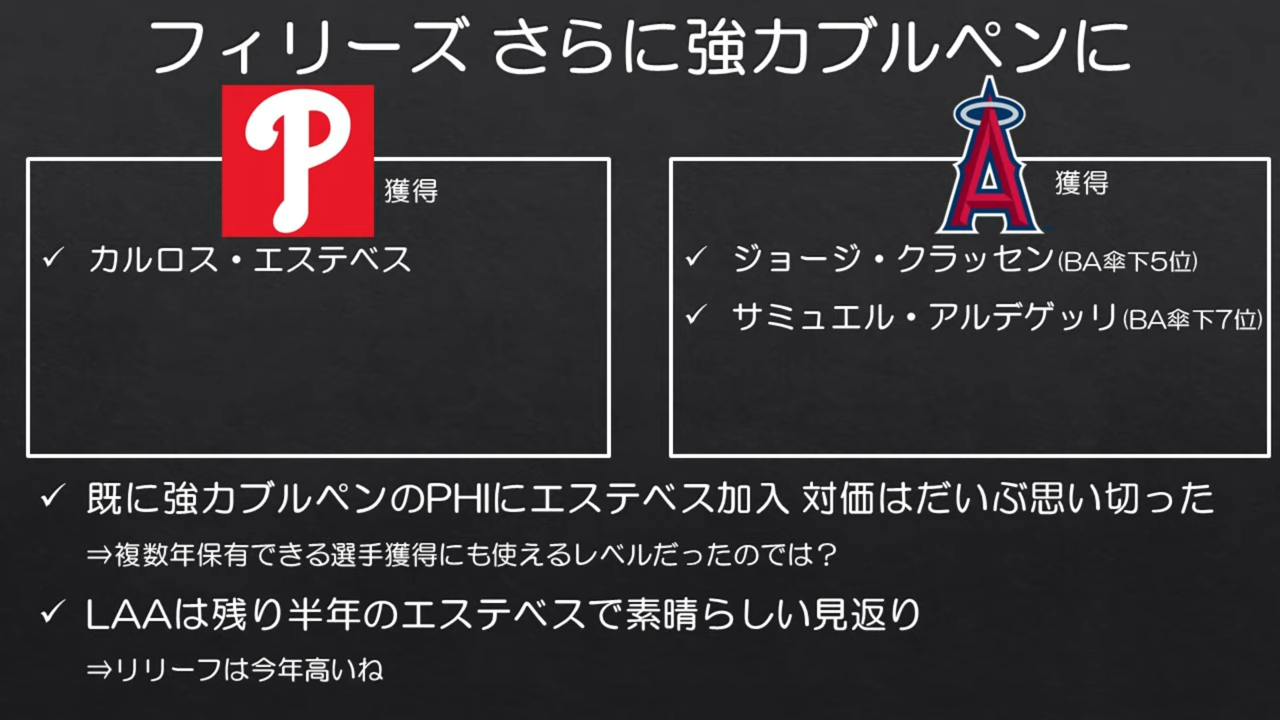 フィリーズ さらに強力ブルペンに
P
獲得
✓ カルロス・エステベス
A
獲得
✓ ジョージ・クラッセン(BA傘下5位)
✓ サミュエル・アルデゲッリ(BA傘下7位)
✓ 既に強力ブルペンのPHIにエステベス加入 対価はだいぶ思い切った
⇒複数年保有できる選手獲得にも使えるレベルだったのでは？
✓ LAAは残り半年のエステベスで素晴らしい見返り
⇒リリーフは今年高いね